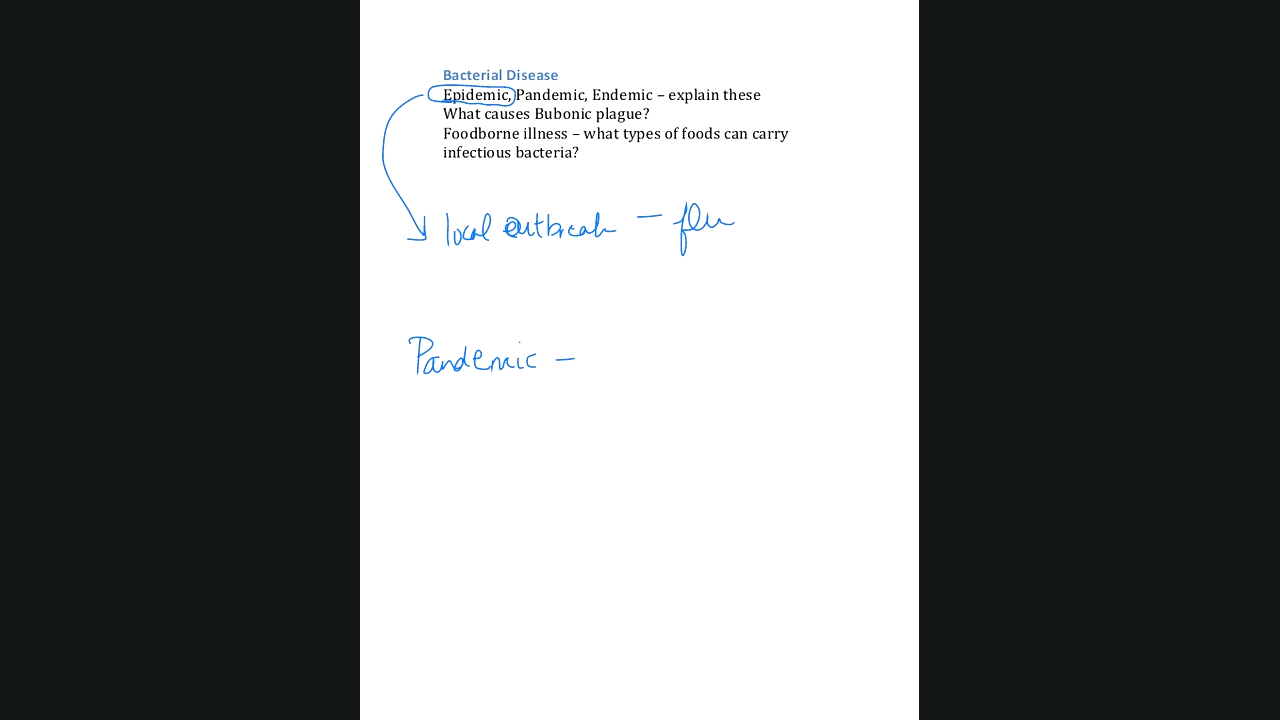 Bacterial Disease
Epidemic, Pandemic, Endemic – explain these
What causes Bubonic plague?
Foodborne illness – what types of foods can carry
infectious bacteria?
local outbreak – flu
Pandemic –